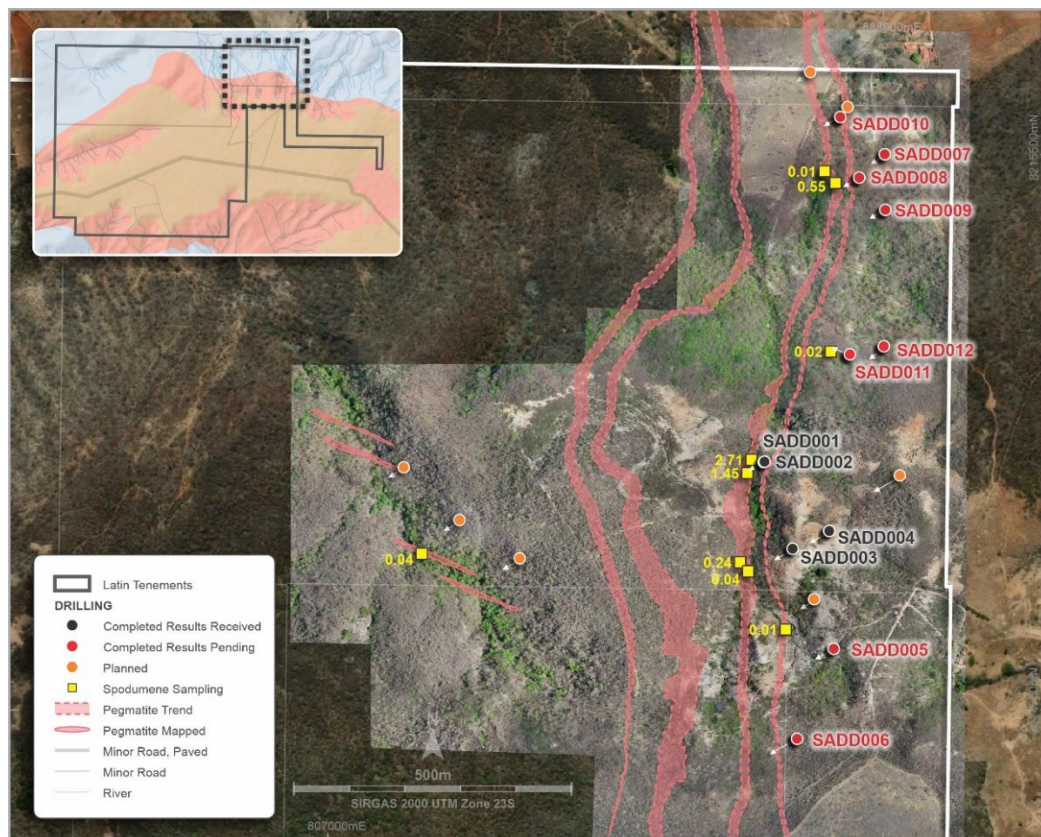 8215500mN
SADD010
SADD007
0.01
SADD008
0.55
SADD009
0.02
SADD012
SADD011
SADD001
2.71
SADD002
1.45
SADD004
SADD003
0.04
0.24
0.04
0.01
SADD005
SADD006
Latin Tenements
DRILLING
Completed Results Received
Completed Results Pending
Planned
Spodumene Sampling
Pegmatite Trend
Pegmatite Mapped
Minor Road, Paved
Minor Road
River
500m
SIRGAS 2000 UTM Zone 23S
807000mE